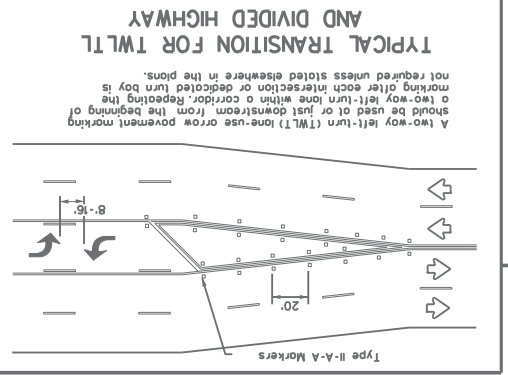 Type II-A-A Markers
20'
8'-16'
A two-way left-turn (TWLT) lane-use arrow pavement marking
should be used at or just downstream from the beginning of
a two-way left-turn lane within a corridor. Repeating the
marking after each intersection or dedicated turn bay is
not required unless stated elsewhere in the plans.
TYPICAL TRANSITION FOR TWLTL
AND DIVIDED HIGHWAY